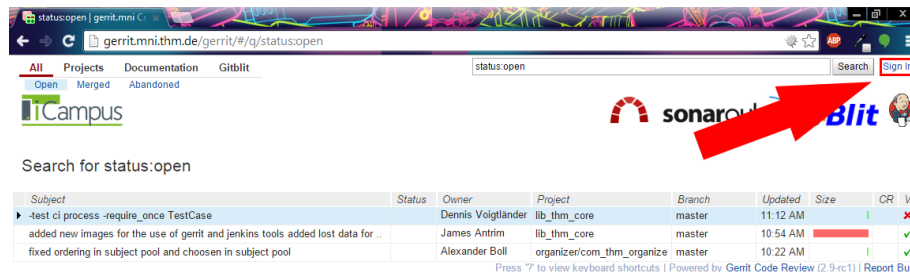 status:open | gerrit.mni Co
gerrit.mni.thm.de/gerrit/#/q/status:open
ABP
All Projects Documentation Gitblit status:open Search Sign In
Open Merged Abandoned
iCampus sonarqu Blit
Search for status:open
Subject Status Owner Project Branch Updated Size CR V
-test ci process -require_once TestCase Dennis Voigtländer lib_thm_core master 11:12 AM
added new images for the use of gerrit and jenkins tools added lost data for .. James Antrim lib_thm_core master 10:54 AM
fixed ordering in subject pool and choosen in subject pool Alexander Boll organizer/com_thm_organize master 10:22 AM
Press '?' to view keyboard shortcuts | Powered by Gerrit Code Review (2.9-rc1) | Report Bu